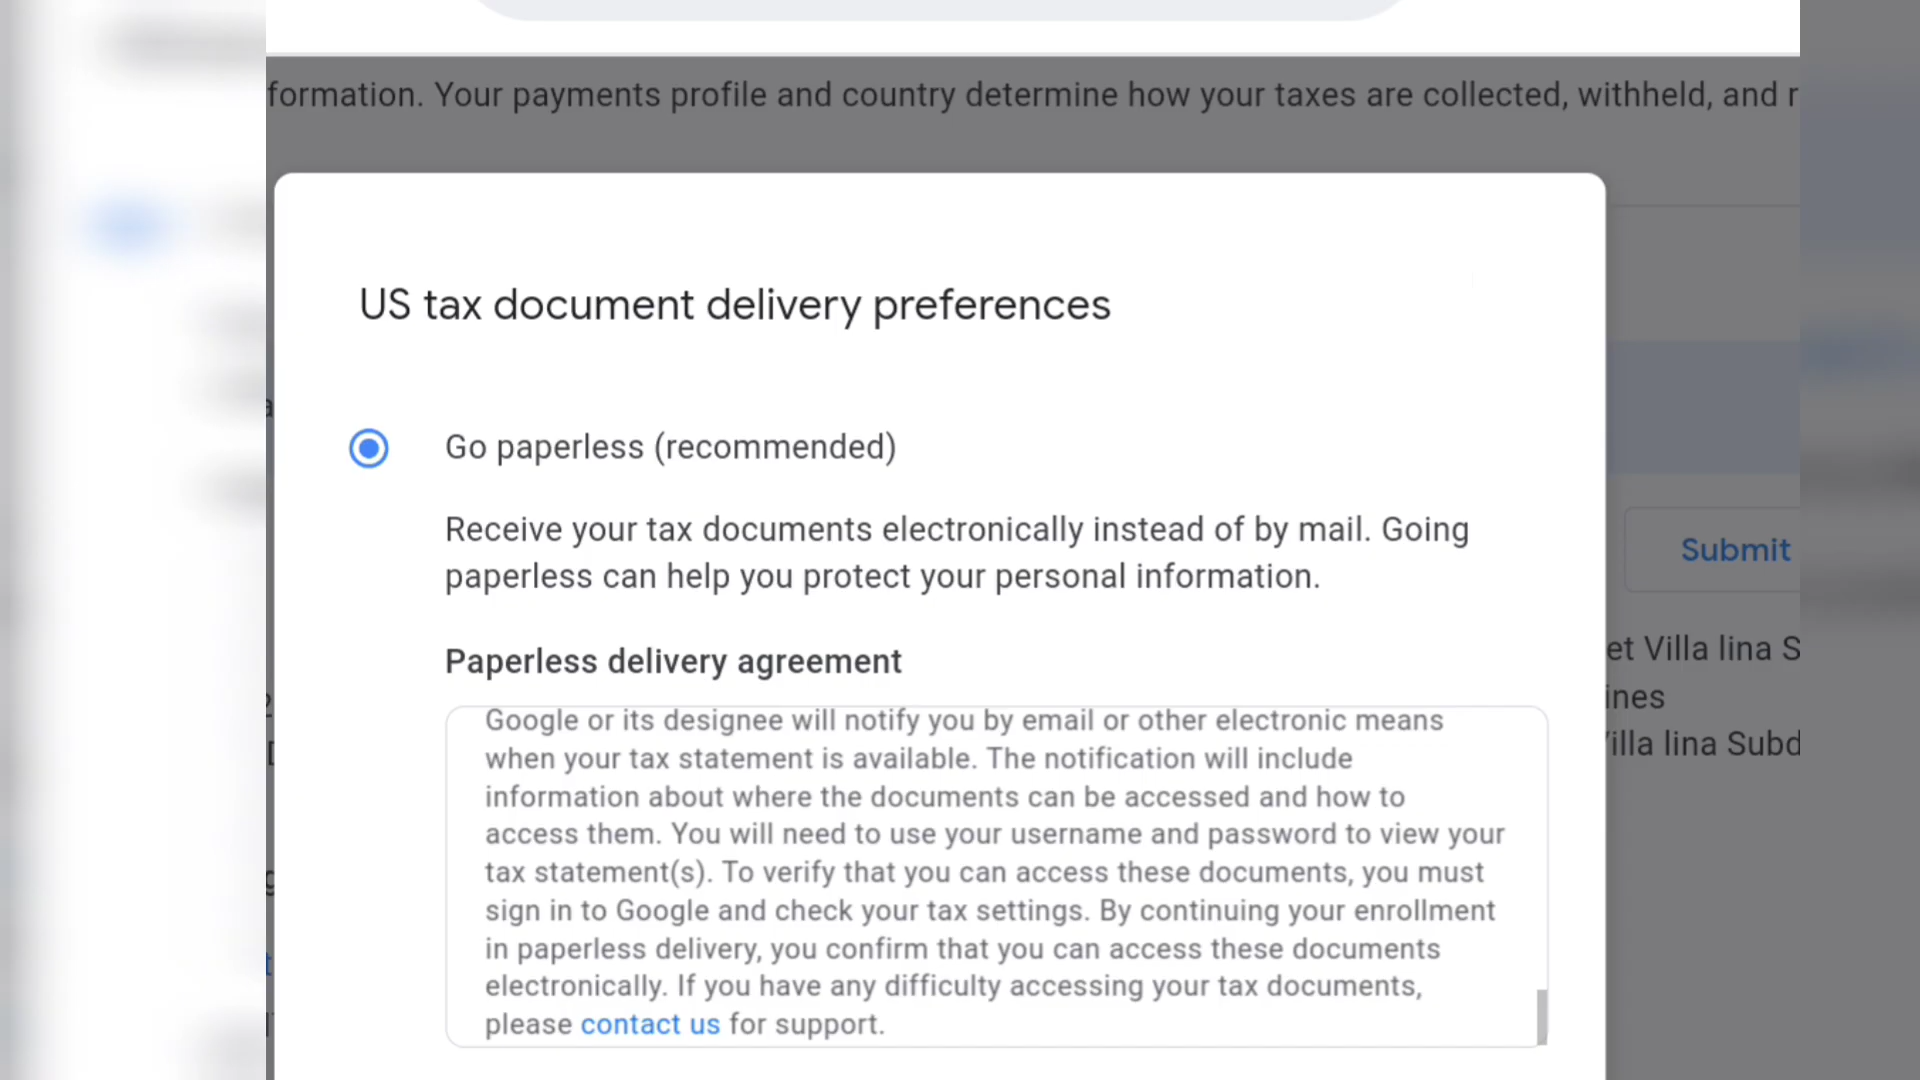 formation. Your payments profile and country determine how your taxes are collected, withheld, and r
US tax document delivery preferences
Go paperless (recommended)
Receive your tax documents electronically instead of by mail. Going
paperless can help you protect your personal information.
Submit
Paperless delivery agreement
et Villa lina S
ines
illa lina Subd
Google or its designee will notify you by email or other electronic means
when your tax statement is available. The notification will include
information about where the documents can be accessed and how to
access them. You will need to use your username and password to view your
tax statement(s). To verify that you can access these documents, you must
sign in to Google and check your tax settings. By continuing your enrollment
in paperless delivery, you confirm that you can access these documents
electronically. If you have any difficulty accessing your tax documents,
please contact us for support.